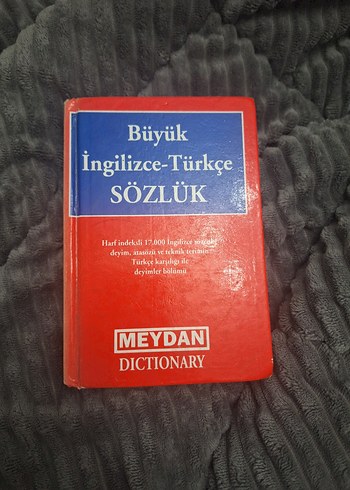 Büyük
İngilizce-Türkçe
SÖZLÜK
Harf indeksli 17.000 İngilizce
deyim, atasözü ve teknik terimin
Türkçe karşılığı ile
deyimler bölümü
MEYDAN
DICTIONARY